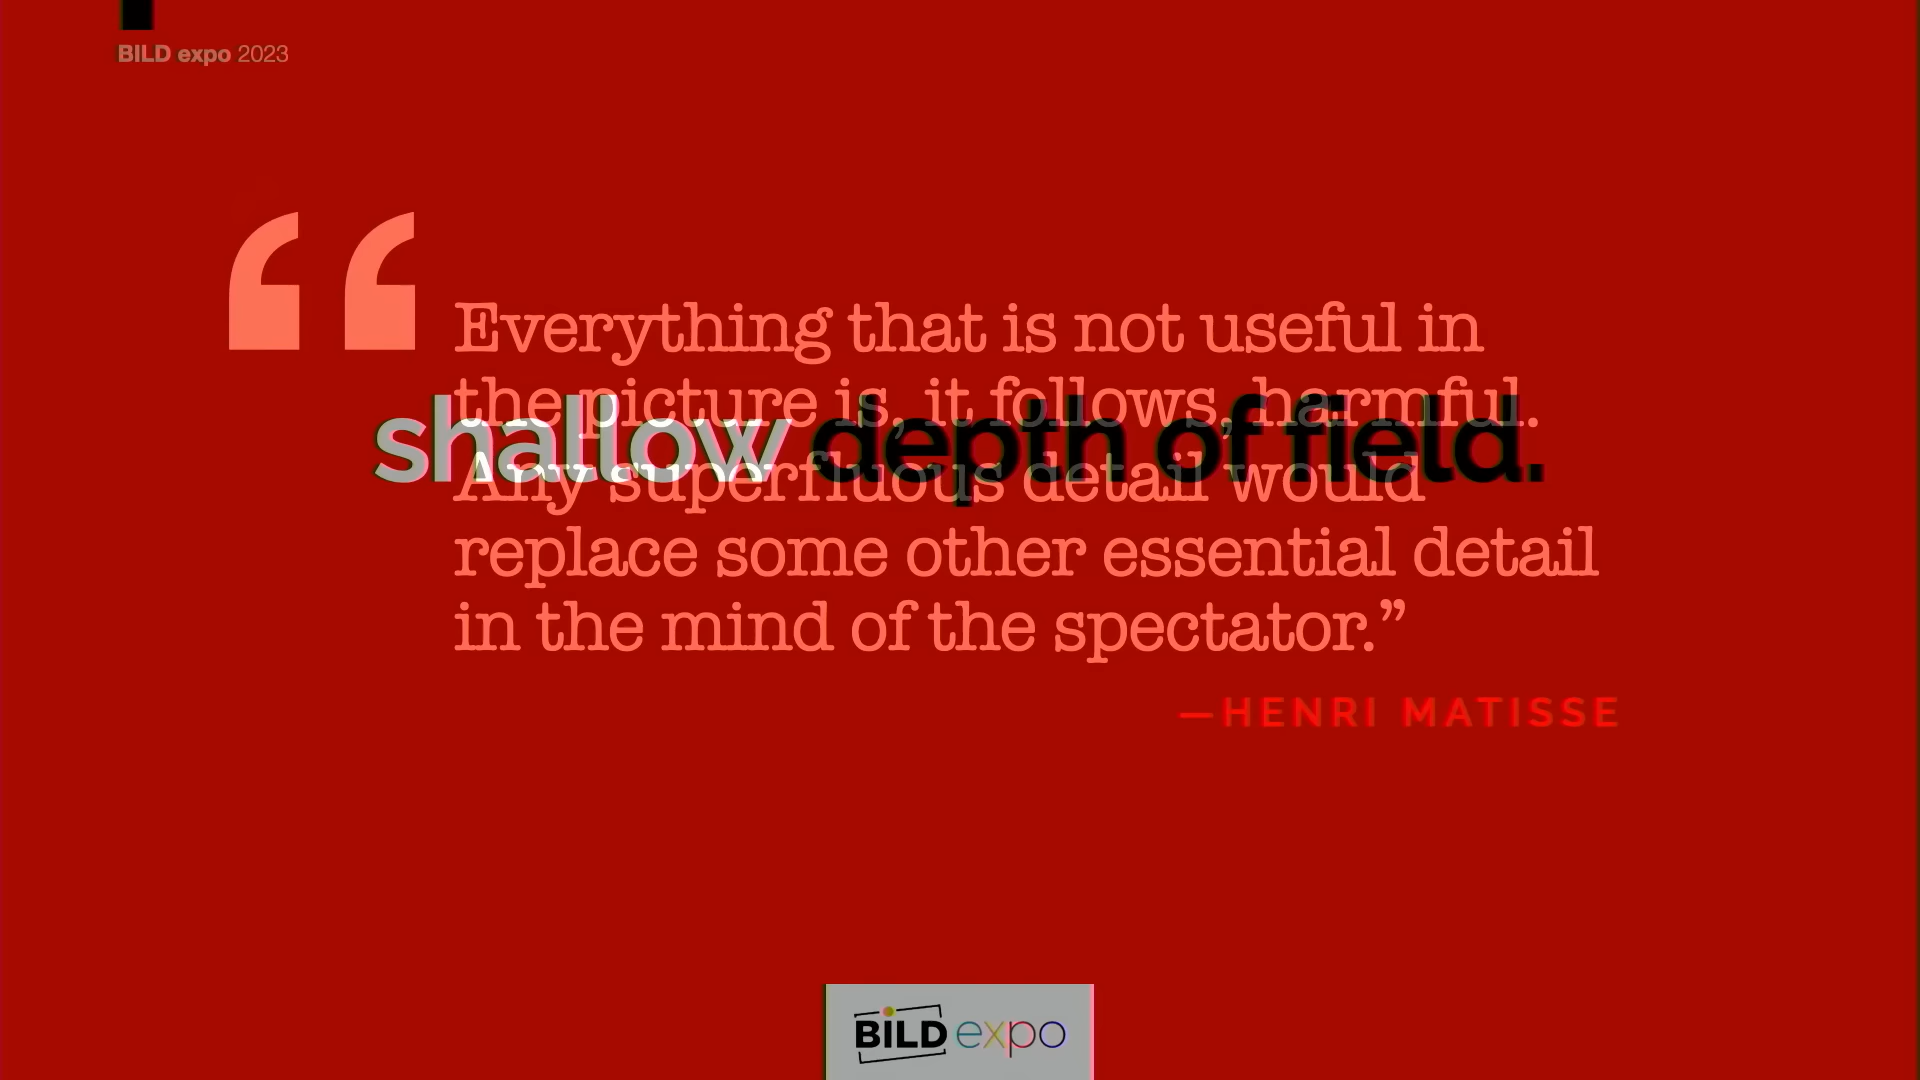 BILD expo 2023
“Everything that is not useful in
the picture is, it follows, harmful.
shallow depth of field.
Any superfluous detail would
replace some other essential detail
in the mind of the spectator.”
—HENRI MATISSE
BILD expo